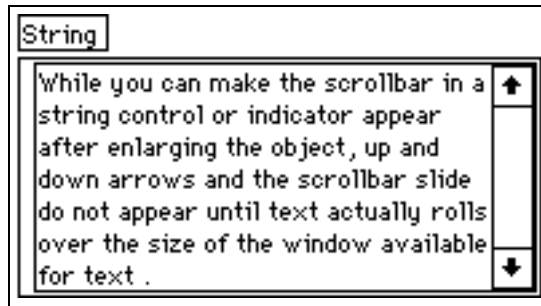 String
While you can make the scrollbar in a
string control or indicator appear
after enlarging the object, up and
down arrows and the scrollbar slide
do not appear until text actually rolls
over the size of the window available
for text .